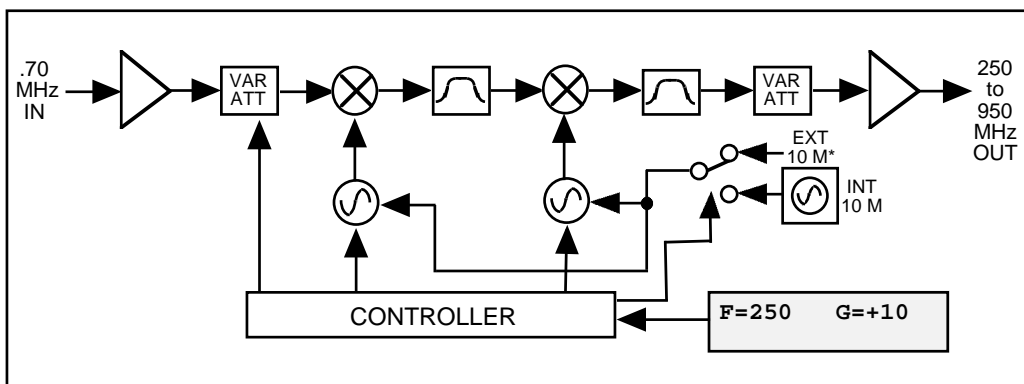 .70
MHz
IN
VAR
ATT
VAR
ATT
250
to
950
MHz
OUT
EXT
10 M*
INT
10 M
CONTROLLER
F=250 G=+10